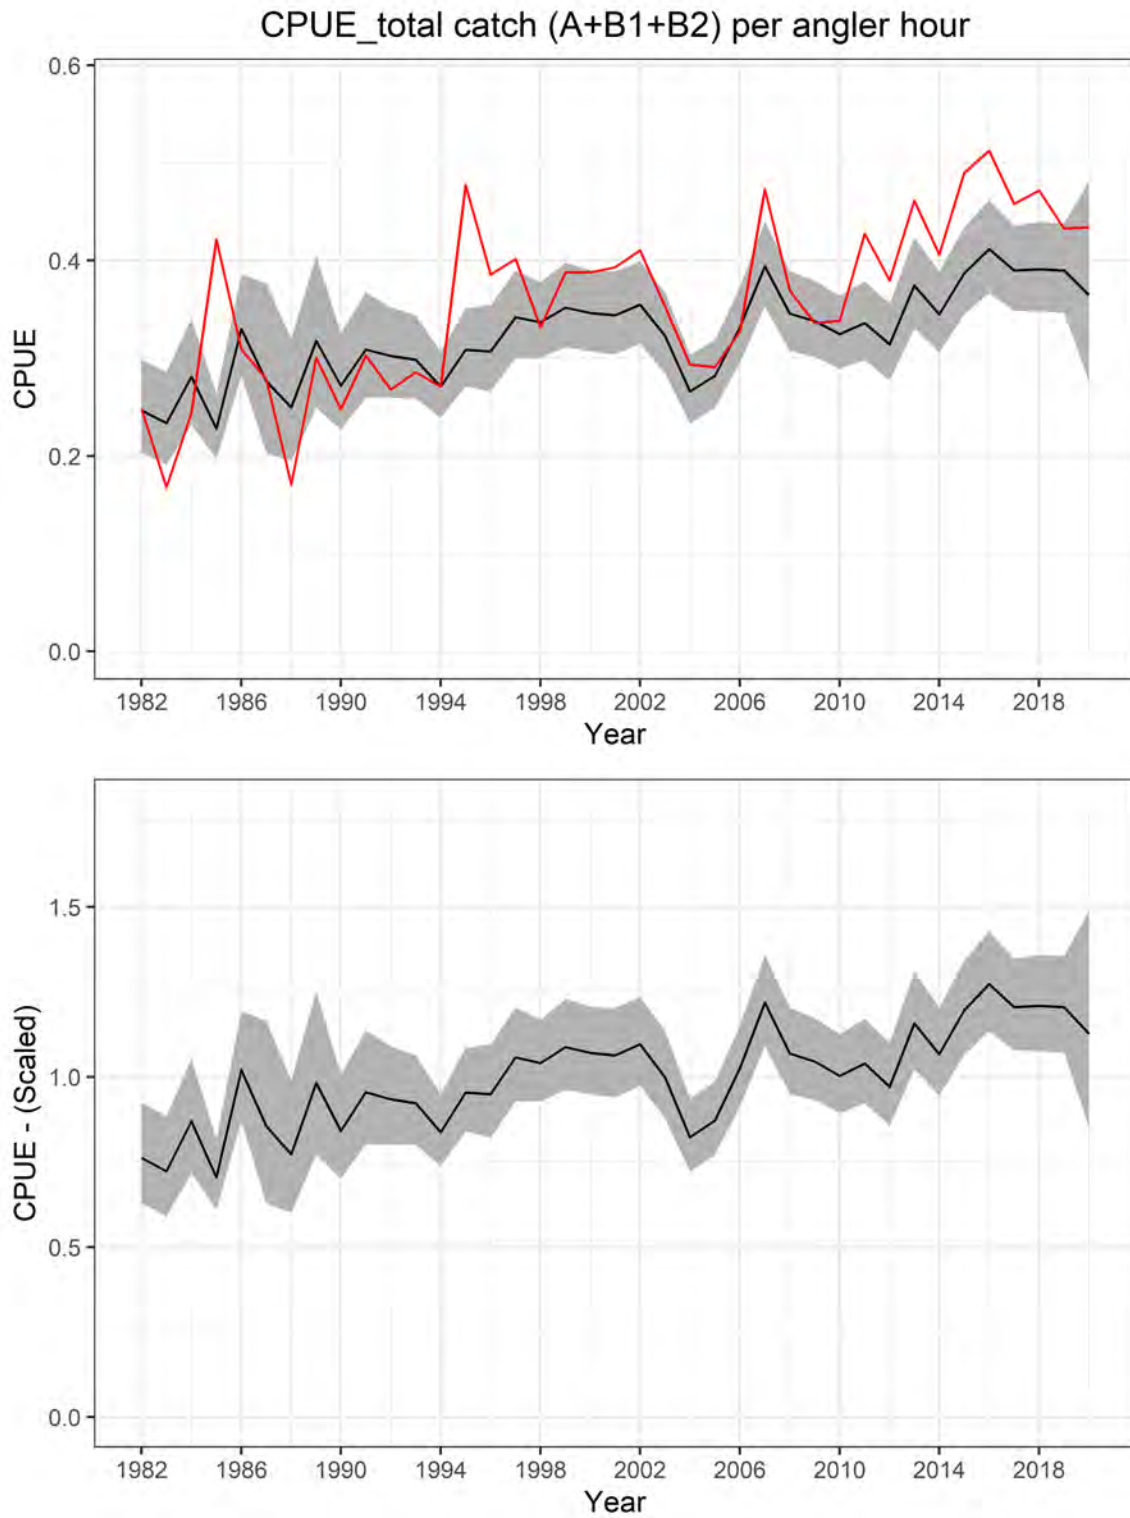 CPUE_total catch (A+B1+B2) per angler hour
0.6
0.4
0.2
0.0
CPUE
1982 1986 1990 1994 1998 2002 2006 2010 2014 2018
Year
1.5
1.0
0.5
0.0
CPUE - (Scaled)
1982 1986 1990 1994 1998 2002 2006 2010 2014 2018
Year